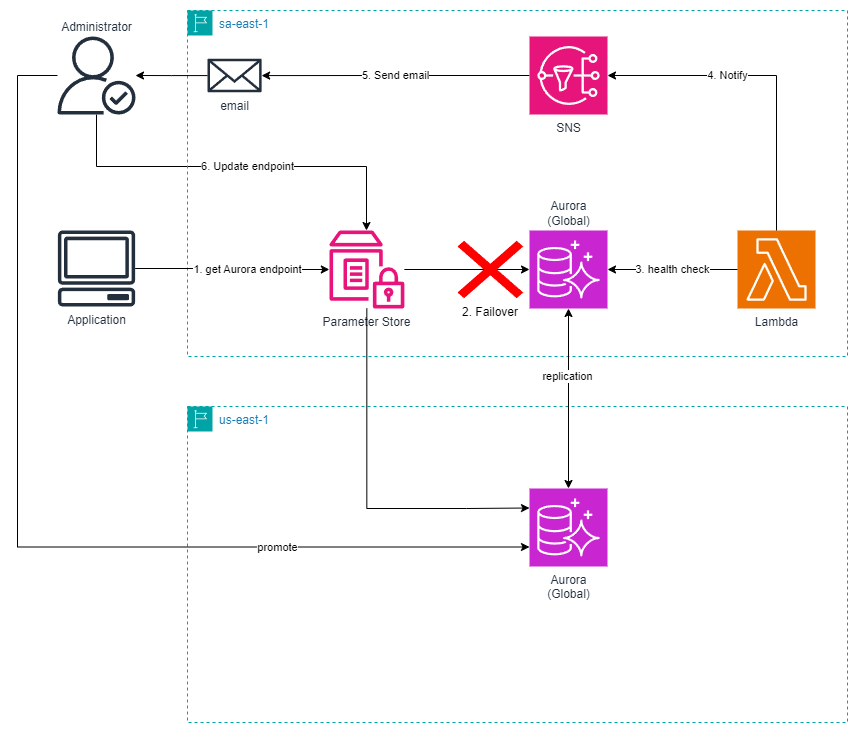 Administrator
sa-east-1
5. Send email
4. Notify
email
SNS
6. Update endpoint
Aurora
(Global)
1. get Aurora endpoint
3. health check
2. Failover
Application
Parameter Store
Lambda
replication
us-east-1
promote
Aurora
(Global)